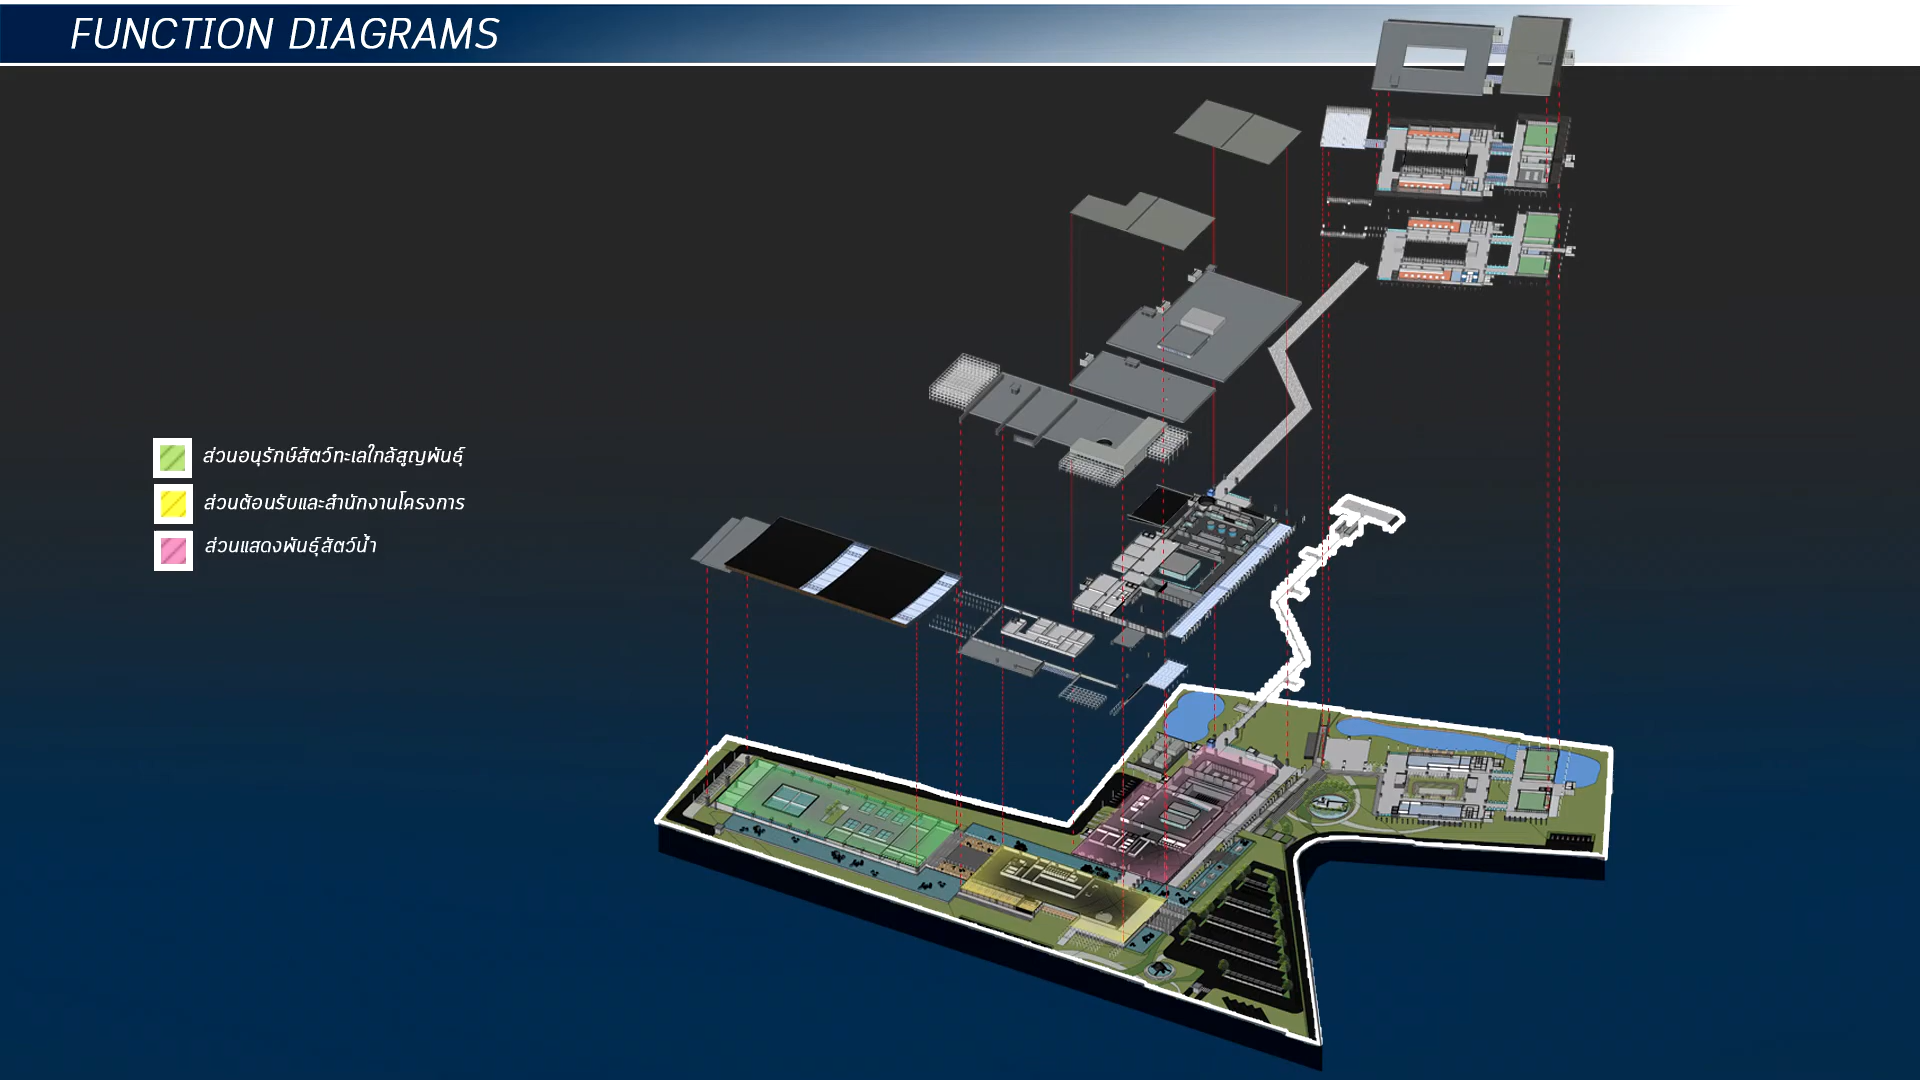 FUNCTION DIAGRAMS
ส่วนอนุรักษ์สัตว์ทะเลใกล้สูญพันธุ์
ส่วนต้อนรับและสำนักงานโครงการ
ส่วนแสดงพันธุ์สัตว์น้ำ